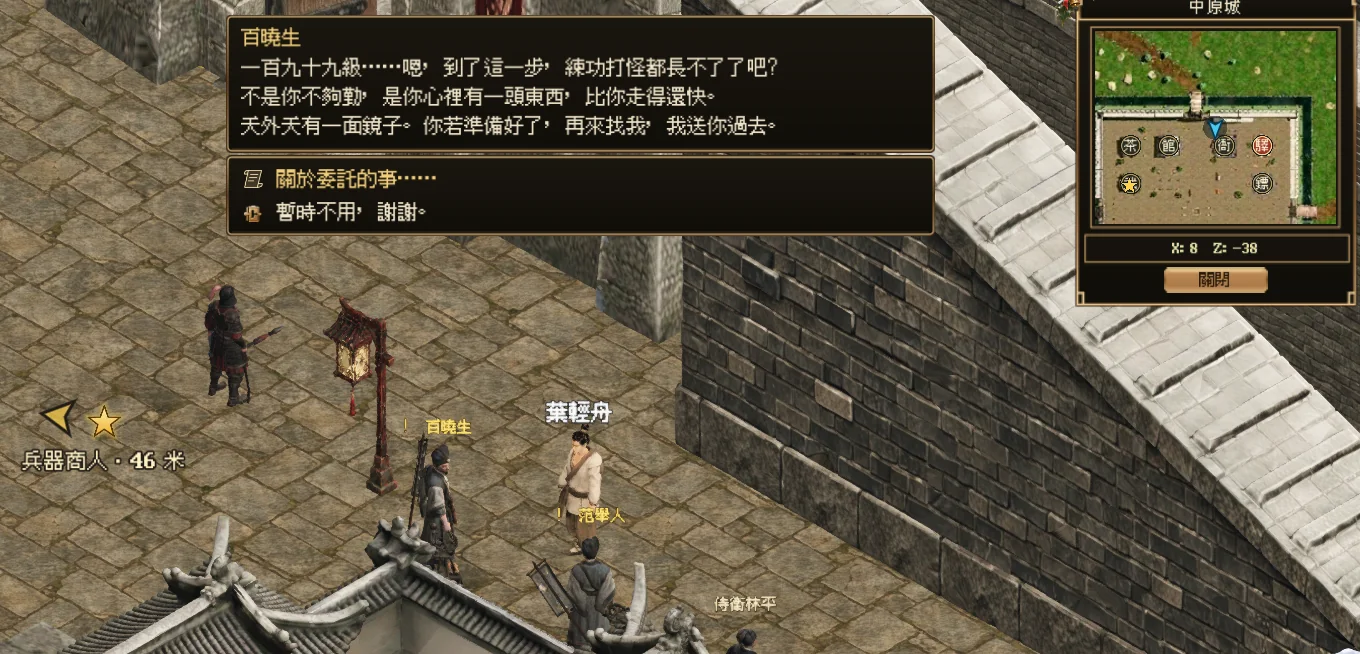 百曉生
一百九十九級⋯⋯嗯，到了這一步，練功打怪都長不了了吧？
不是你不夠勤，是你心裡有一頭東西，比你走得還快。
天外天有一面鏡子。你若準備好了，再來找我，我送你過去。
關於委託的事⋯⋯
暫時不用，謝謝。
中原城
茶 館 衙 驛
鏢
X: 8 Z: -38
關閉
兵器商人 · 46 米
! 百曉生
葉輕舟
! 范舉人
侍衛林平